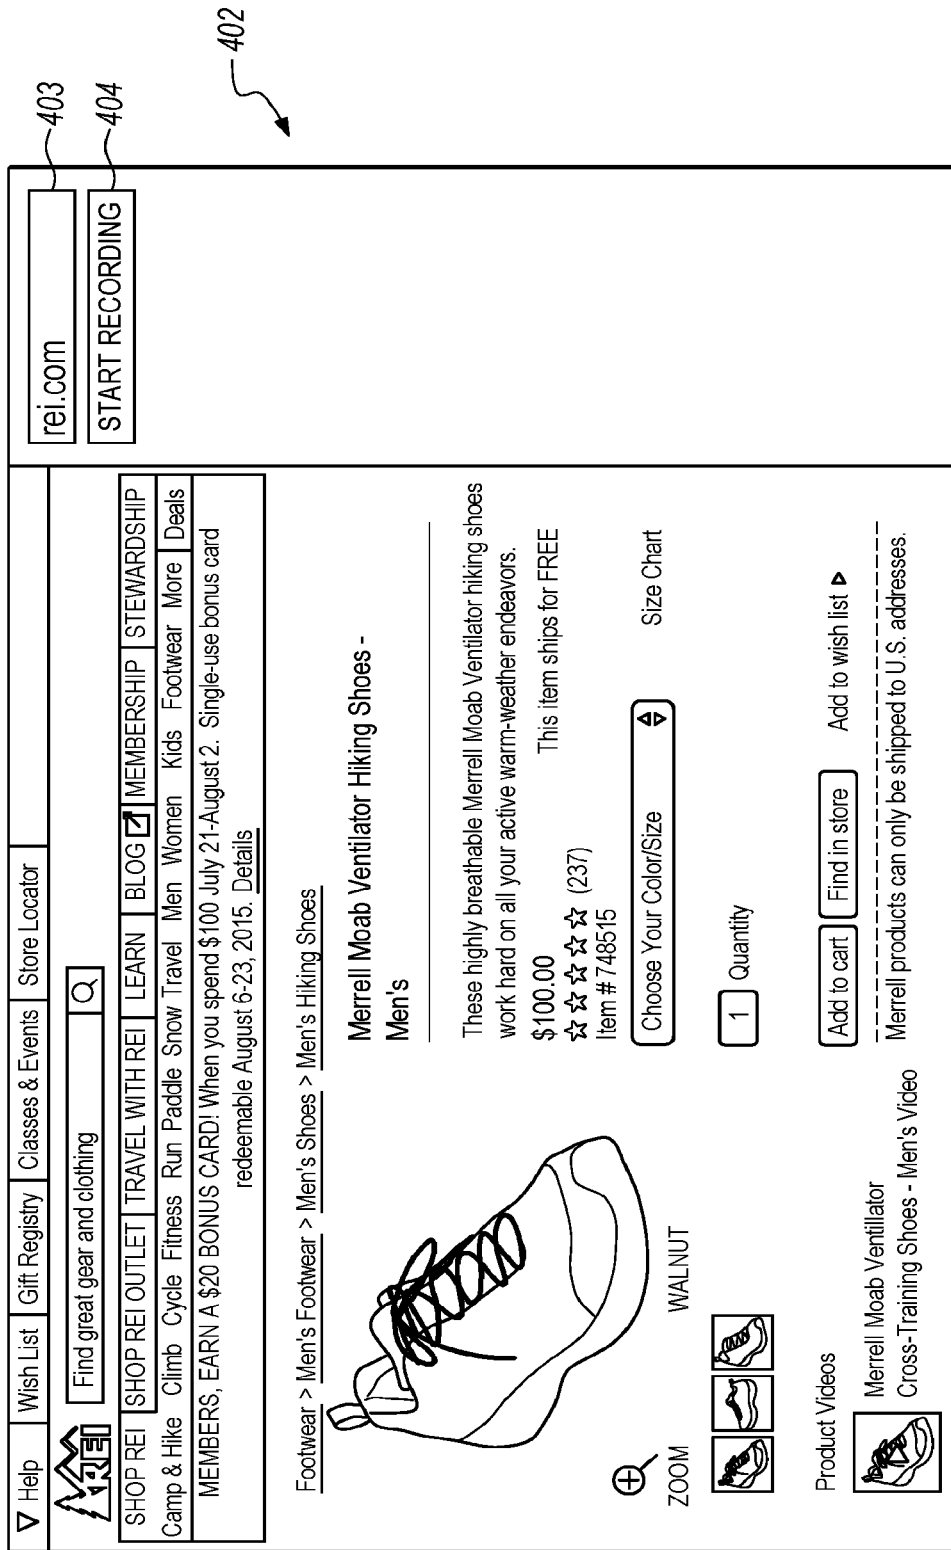 ▽ Help Wish List Gift Registry Classes & Events Store Locator
REI
Find great gear and clothing
SHOP REI SHOP REI OUTLET TRAVEL WITH REI LEARN BLOG MEMBERSHIP STEWARDSHIP
Camp & Hike Climb Cycle Fitness Run Paddle Snow Travel Men Women Kids Footwear More Deals
MEMBERS, EARN A $20 BONUS CARD! When you spend $100 July 21-August 2. Single-use bonus card
redeemable August 6-23, 2015. Details
rei.com
403
START RECORDING
404
402
Footwear > Men's Footwear > Men's Shoes > Men's Hiking Shoes
Merrell Moab Ventilator Hiking Shoes -
Men's
These highly breathable Merrell Moab Ventilator hiking shoes
work hard on all your active warm-weather endeavors.
$100.00 This item ships for FREE
☆☆☆☆☆ (237)
Item # 748515
Choose Your Color/Size Size Chart
1 Quantity
Add to cart Find in store Add to wish list
Merrell products can only be shipped to U.S. addresses.
ZOOM WALNUT
Product Videos
Merrell Moab Ventillator
Cross-Training Shoes - Men's Video